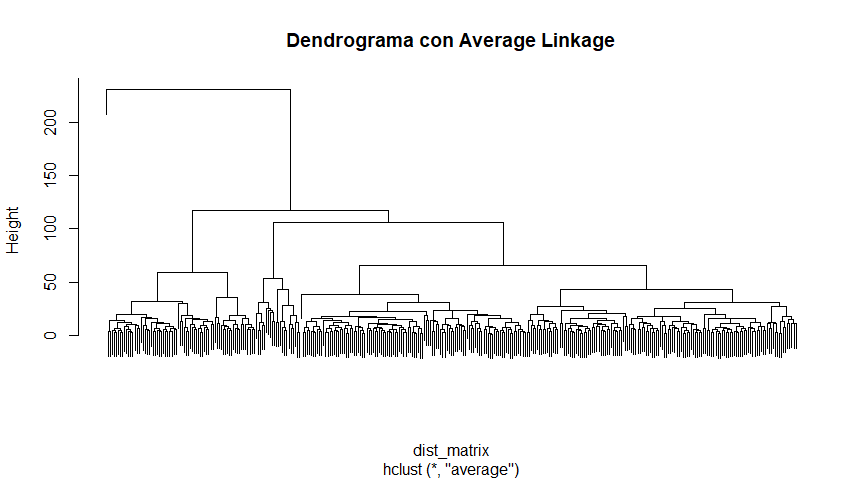 Dendrograma con Average Linkage
Height
200
150
100
50
0
dist_matrix
hclust (*, "average")